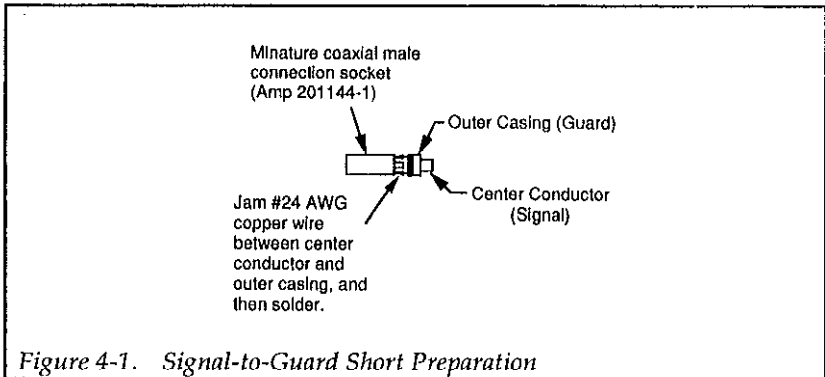 Minature coaxial male
connection socket
(Amp 201144-1)
Outer Casing (Guard)
Center Conductor
(Signal)
Jam #24 AWG
copper wire
between center
conductor and
outer casing, and
then solder.
Figure 4-1. Signal-to-Guard Short Preparation